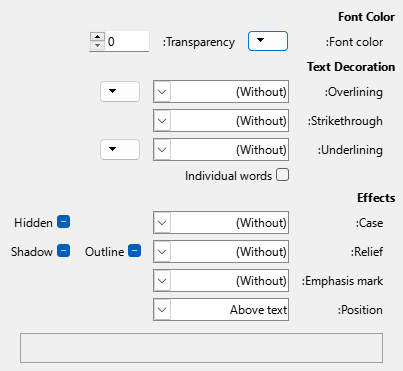 Font Color
Font color: Transparency: 0
Text Decoration
Overlining: (Without)
Strikethrough: (Without)
Underlining: (Without)
Individual words
Effects
Case: (Without) Hidden
Relief: (Without) Outline Shadow
Emphasis mark: (Without)
Position: Above text